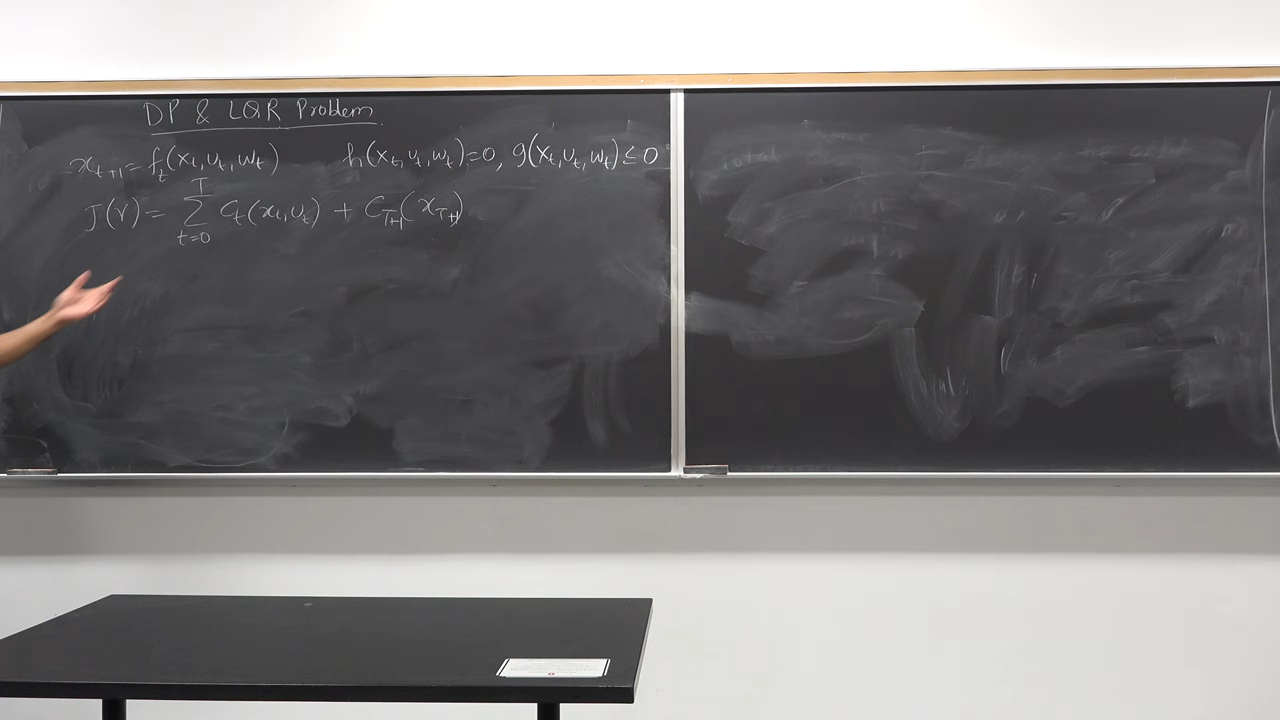 DP & LQR Problem
x_{t+1} = f_t(x_t, u_t, w_t) h(x_t, u_t, w_t) = 0, g(x_t, u_t, w_t) ≤ 0
J(γ) = ∑_{t=0}^{T} C_t(x_t, u_t) + C_{T+1}(x_{T+1})